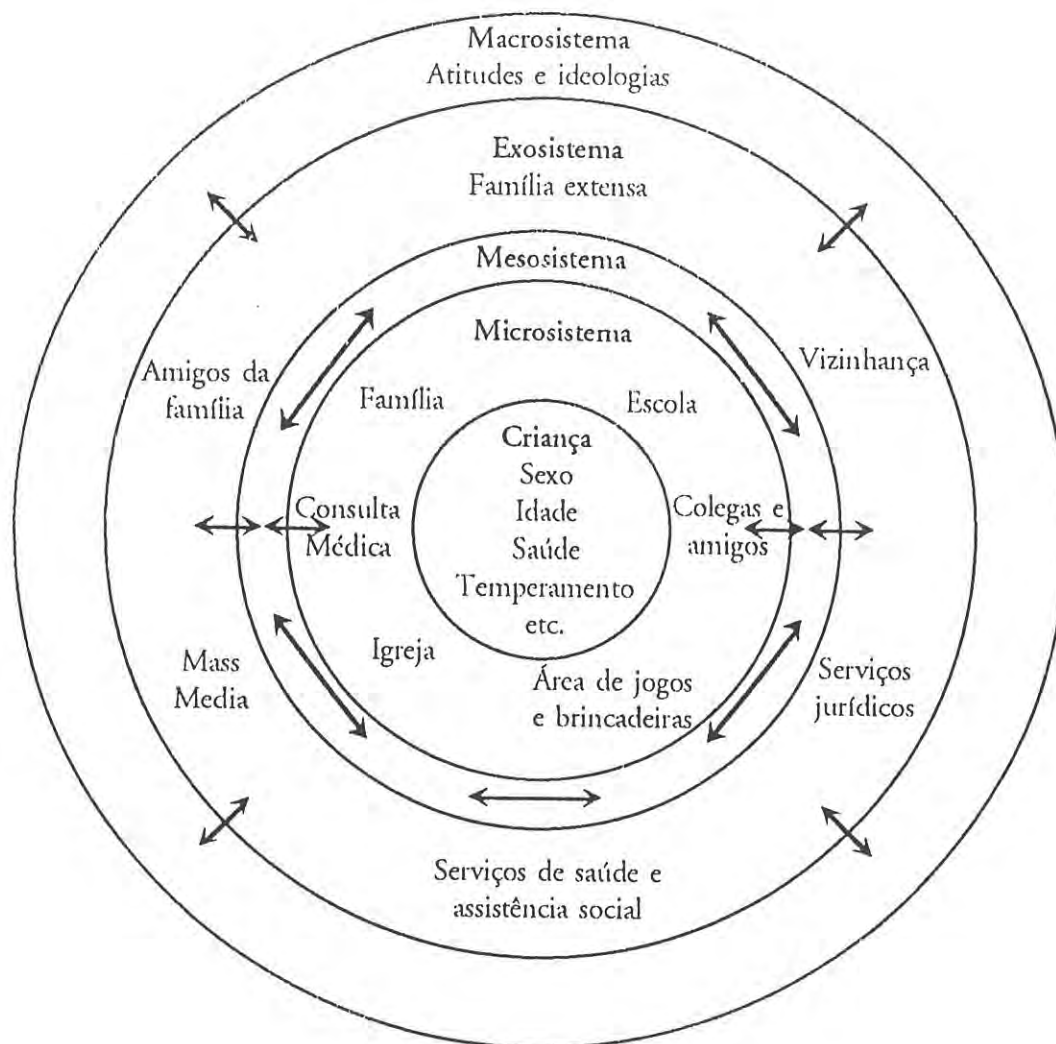 Macrosistema
Atitudes e ideologias
Exosistema
Família extensa
Mesosistema
Microsistema
Amigos da
família
Vizinhança
Família
Escola
Criança
Sexo
Idade
Saúde
Temperamento
etc.
Consulta
Médica
Colegas e
amigos
Igreja
Área de jogos
e brincadeiras
Mass
Media
Serviços
jurídicos
Serviços de saúde e
assistência social